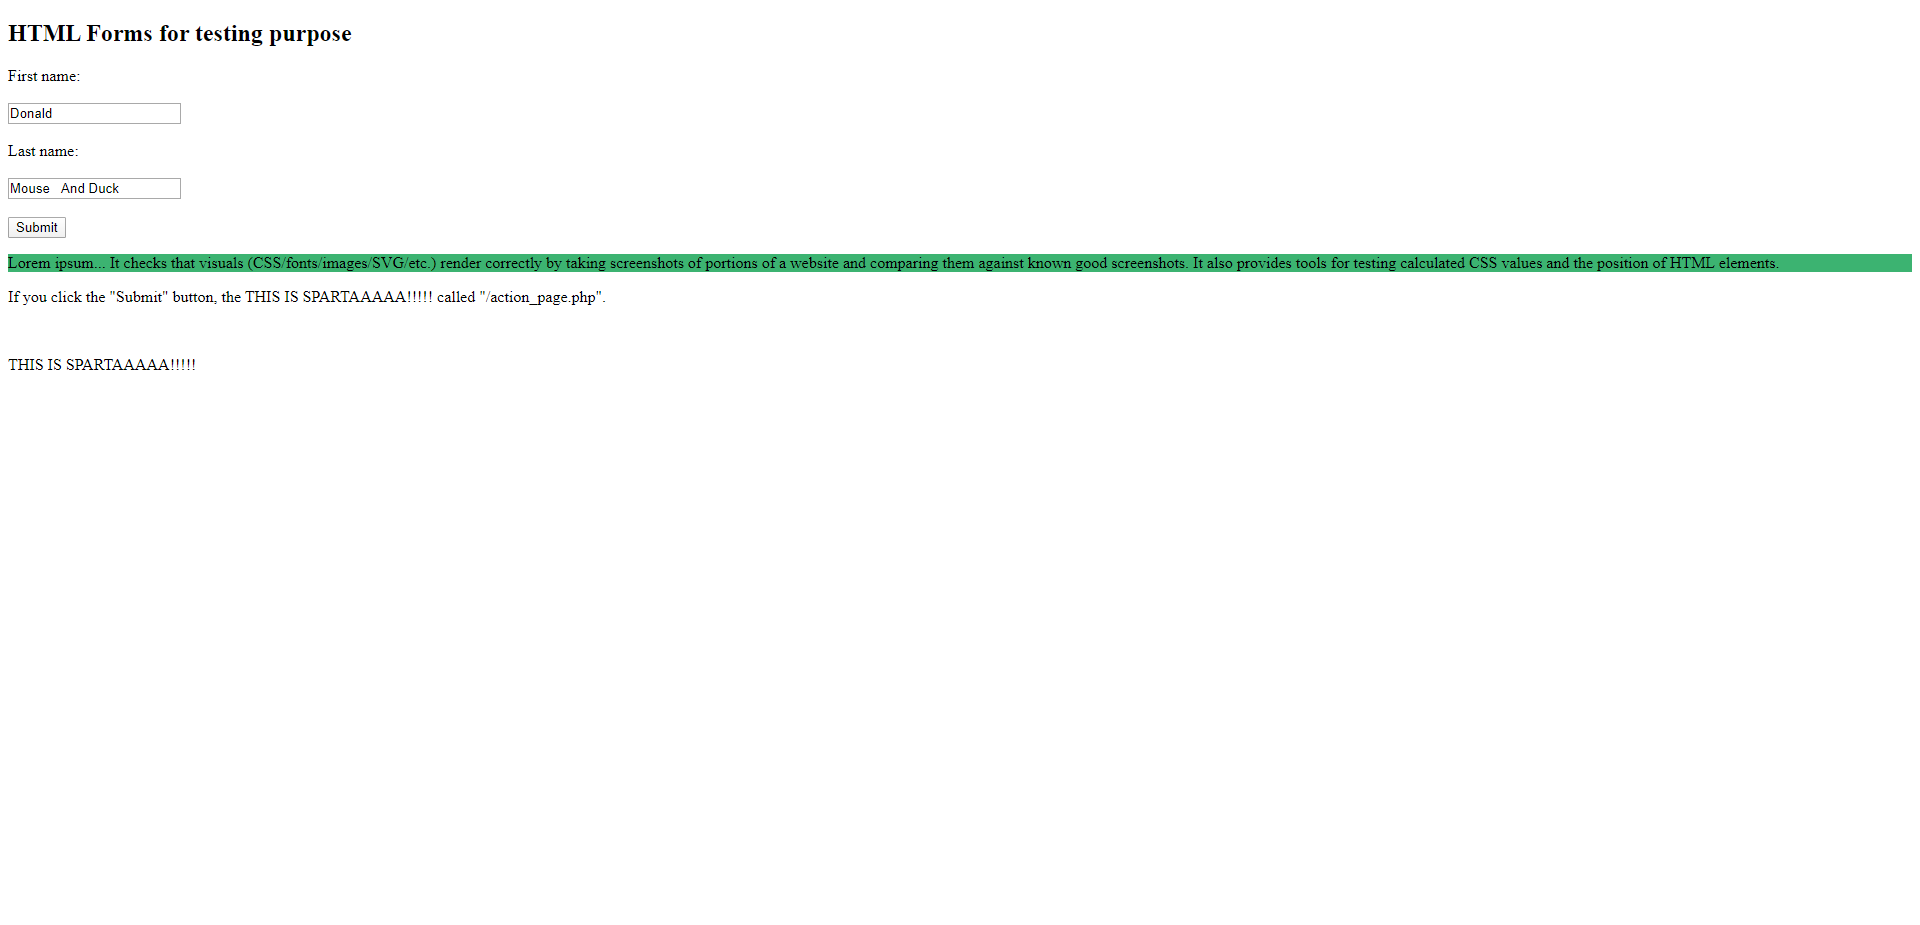 HTML Forms for testing purpose
First name:
Donald
Last name:
Mouse   And Duck
Submit
Lorem ipsum... It checks that visuals (CSS/fonts/images/SVG/etc.) render correctly by taking screenshots of portions of a website and comparing them against known good screenshots. It also provides tools for testing calculated CSS values and the position of HTML elements.
If you click the "Submit" button, the THIS IS SPARTAAAAA!!!!! called "/action_page.php".
THIS IS SPARTAAAAA!!!!!